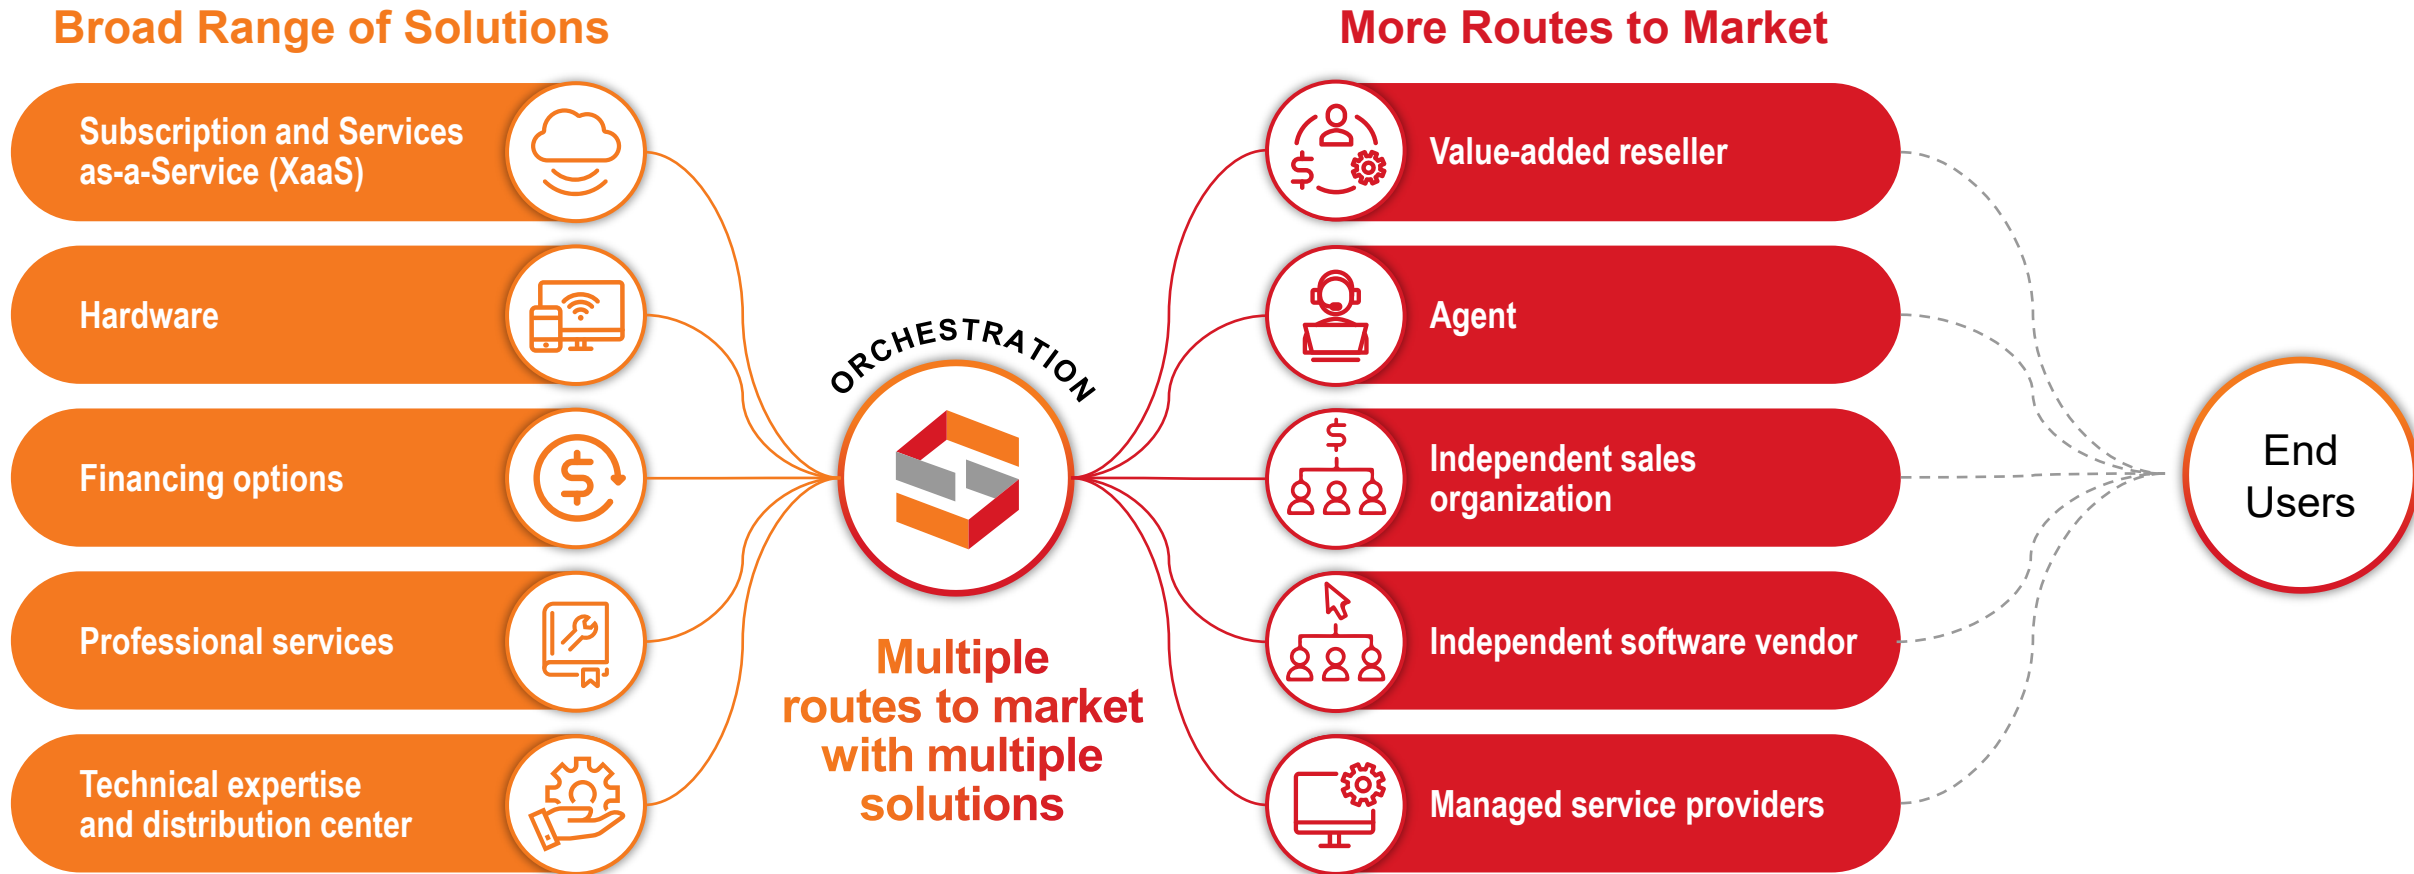 Broad Range of Solutions
Subscription and Services
as-a-Service (XaaS)
Hardware
Financing options
Professional services
Technical expertise
and distribution center
ORCHESTRATION
Multiple
routes to market
with multiple
solutions
More Routes to Market
Value-added reseller
Agent
Independent sales
organization
Independent software vendor
Managed service providers
End
Users